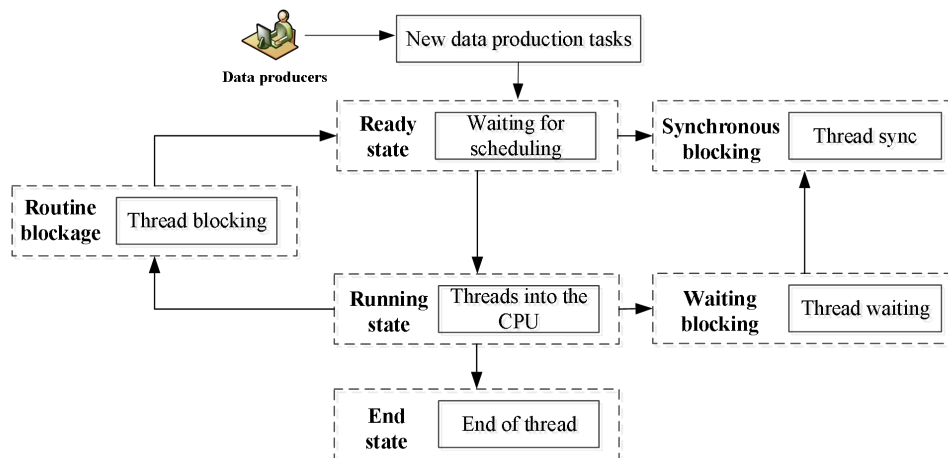 New data production tasks
Data producers
Ready
state
Waiting for
scheduling
Synchronous
blocking
Thread sync
Routine
blockage
Thread blocking
Running
state
Threads into the
CPU
Waiting
blocking
Thread waiting
End
state
End of thread